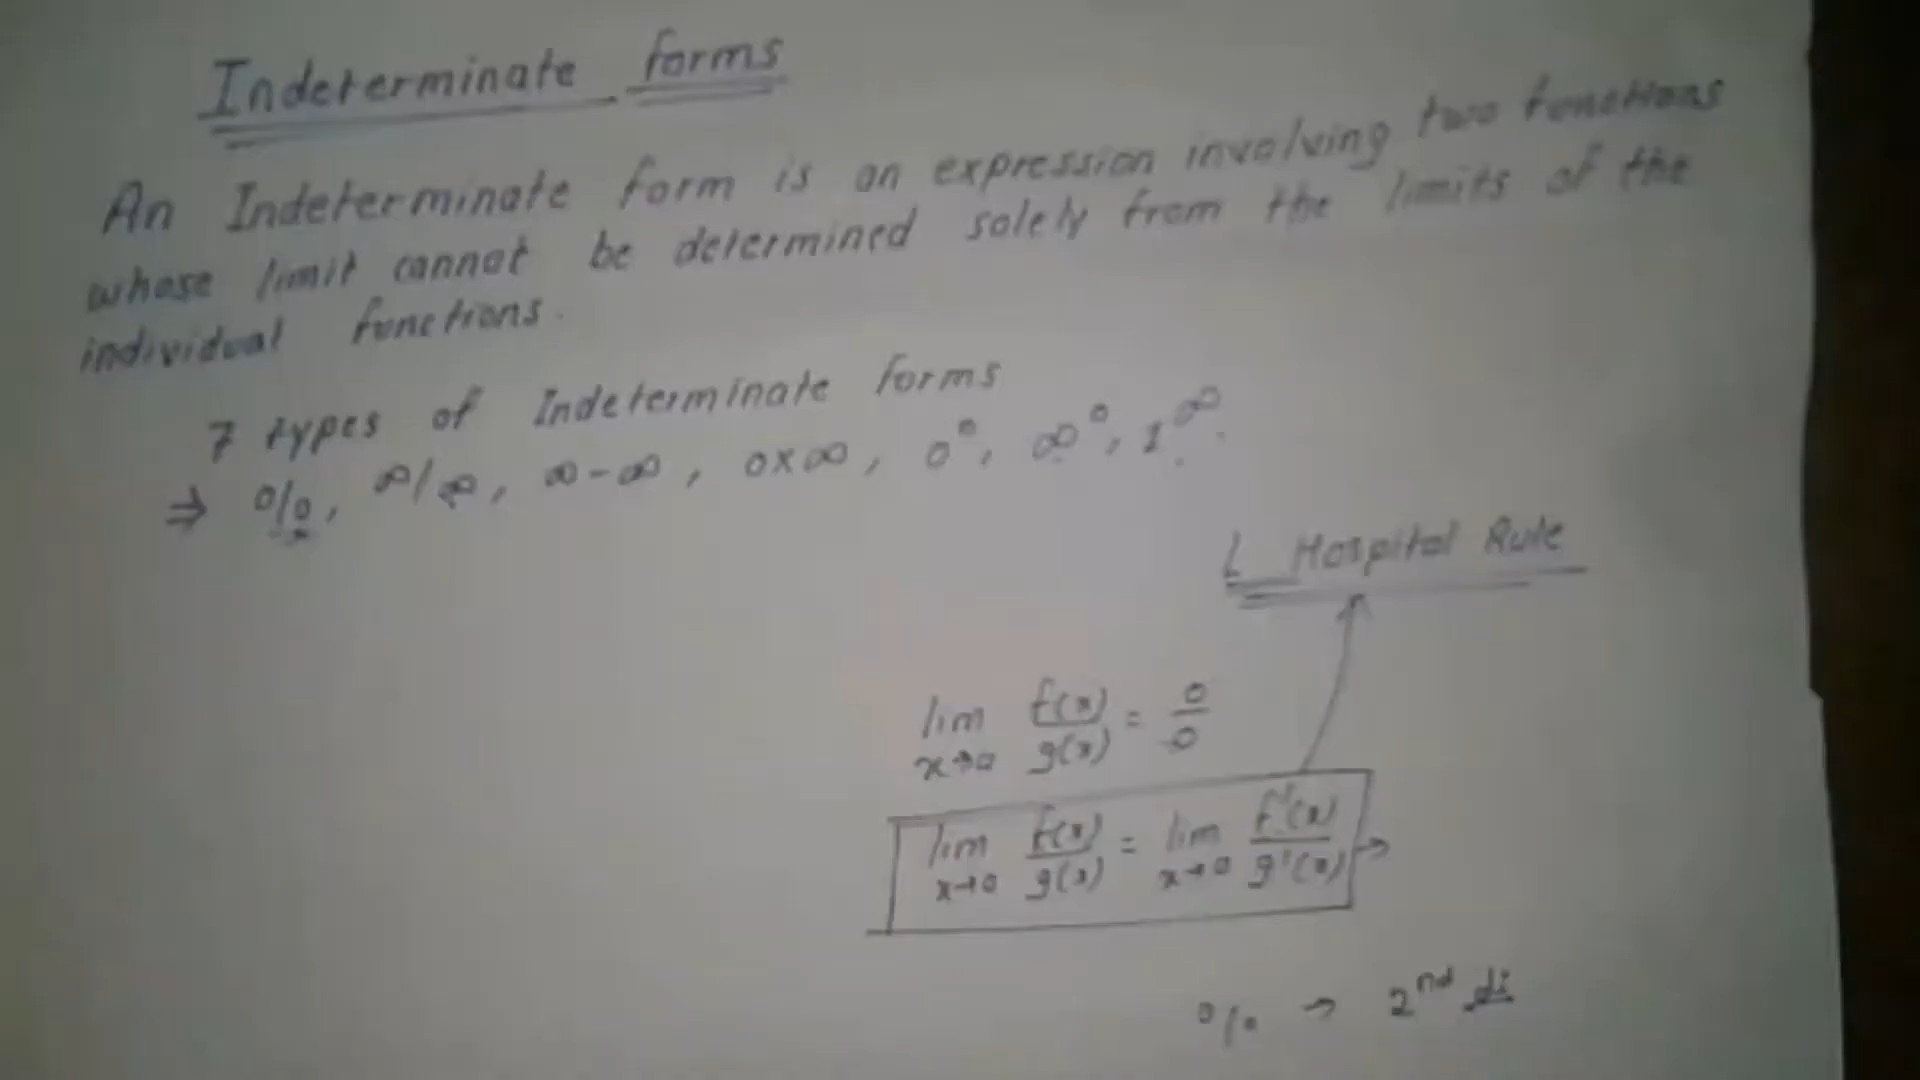 Indeterminate forms
An Indeterminate form is an expression involving two functions
whose limit cannot be determined solely from the limits of the
individual functions.
7 types of Indeterminate forms
⇒ 0/0, ∞/∞, ∞-∞, 0×∞, 0⁰, ∞⁰, 1^∞.
L Hospital Rule
lim x→a f(x)/g(x) = 0/0
lim x→a f(x)/g(x) = lim x→a f'(x)/g'(x) →
0/0 → 2nd di